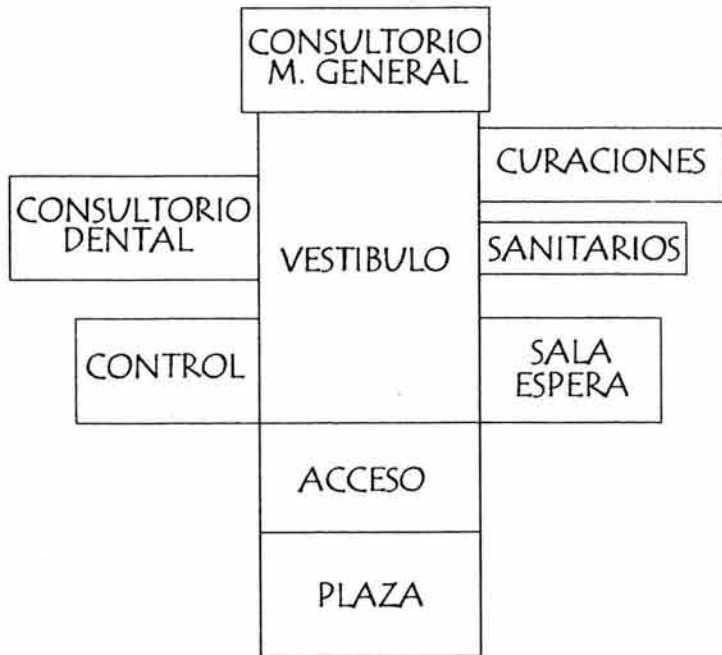 CONSULTORIO
M. GENERAL
CURACIONES
CONSULTORIO
DENTAL
VESTIBULO
SANITARIOS
CONTROL
SALA
ESPERA
ACCESO
PLAZA